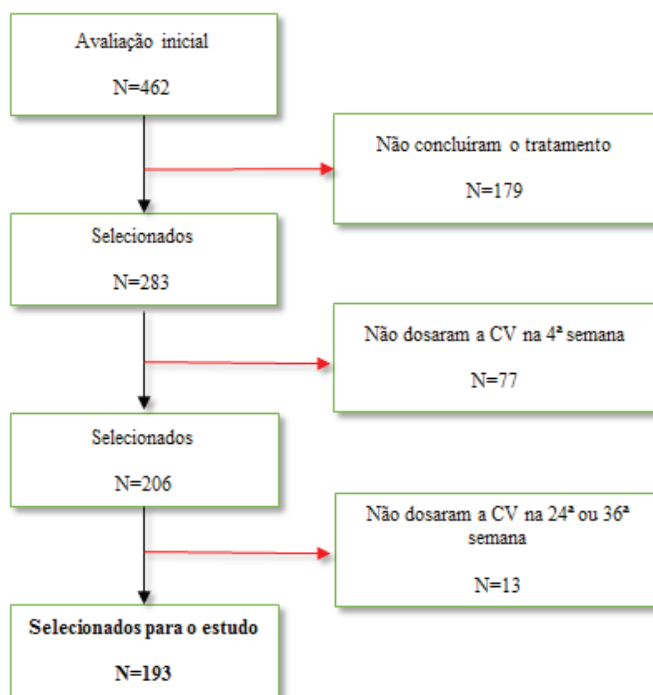 Avaliação inicial
N=462
Não concluiram o tratamento
N=179
Selecionados
N=283
Não dosaram a CV na 4ª semana
N=77
Selecionados
N=206
Não dosaram a CV na 24ª ou 36ª
semana
N=13
Selecionados para o estudo
N=193